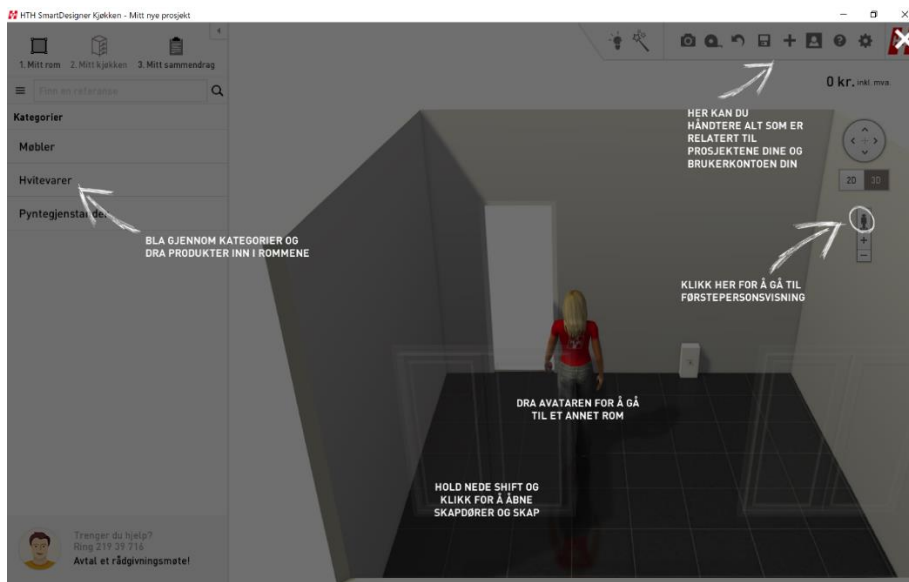 HTH SmartDesigner Kjøkken - Mitt nye prosjekt
1. Mitt rom 2. Mitt kjøkken 3. Mitt sammendrag
Finn en referanse
Kategorier
Møbler
Hvitevarer
Pyntegjenstander
BLA GJENNOM KATEGORIER OG
DRA PRODUKTER INN I ROMMENE
0 kr. inkl. mva.
HER KAN DU
HÅNDTERE ALT SOM ER
RELATERT TIL
PROSJEKTENE DINE OG
BRUKERKONTOEN DIN
2D 3D
KLIKK HER FOR Å GÅ TIL
FØRSTEPERSONSVISNING
DRA AVATAREN FOR Å GÅ
TIL ET ANNET ROM
HOLD NEDE SHIFT OG
KLIKK FOR Å ÅBNE
SKAPDØRER OG SKAP
Trenger du hjelp?
Ring 219 39 716
Avtal et rådgivningsmøte!